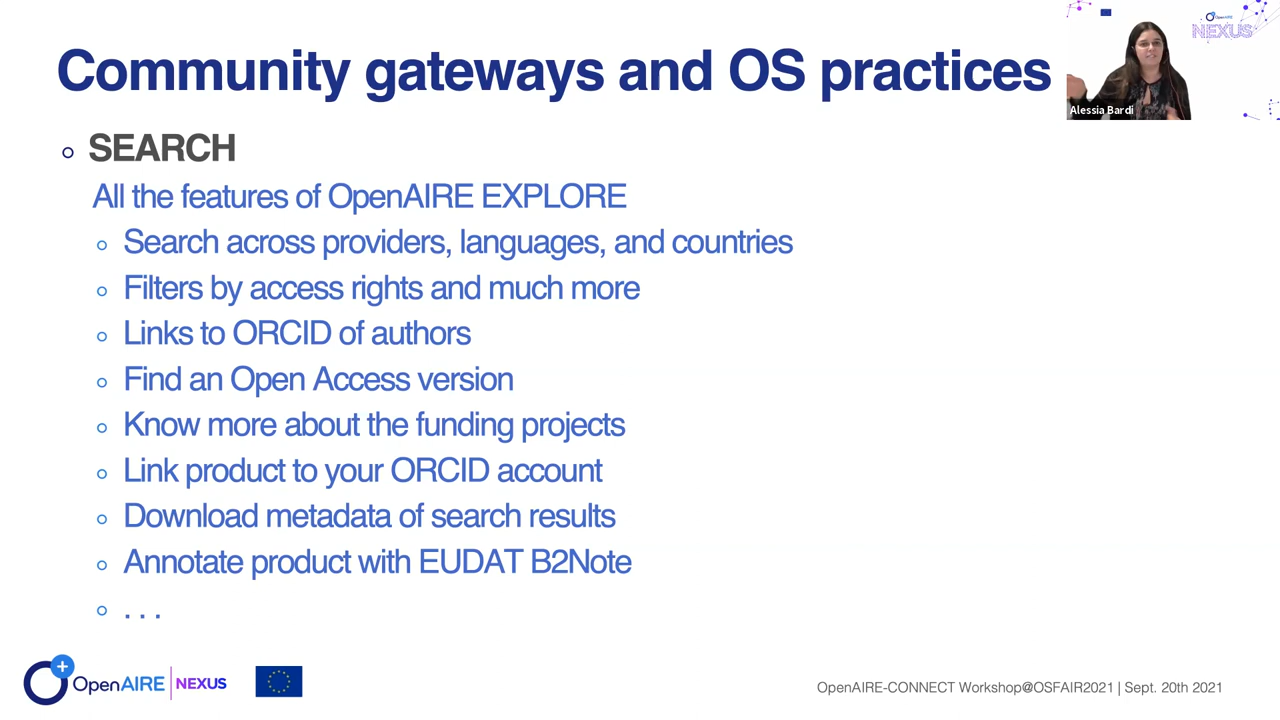 Community gateways and OS practices
OpenAIRE
NEXUS
Alessia Bardi
SEARCH
All the features of OpenAIRE EXPLORE
Search across providers, languages, and countries
Filters by access rights and much more
Links to ORCID of authors
Find an Open Access version
Know more about the funding projects
Link product to your ORCID account
Download metadata of search results
Annotate product with EUDAT B2Note
. . .
OpenAIRE | NEXUS
OpenAIRE-CONNECT Workshop@OSFAIR2021 | Sept. 20th 2021